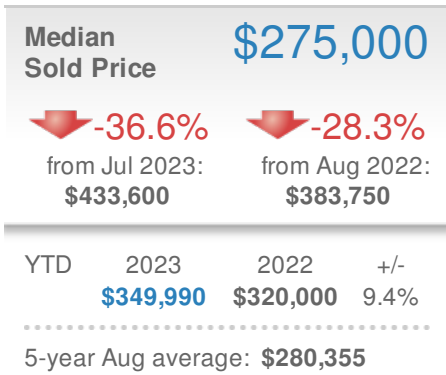 Median
Sold Price
$275,000
-36.6%
from Jul 2023:
$433,600
-28.3%
from Aug 2022:
$383,750
YTD 2023 2022 +/-
$349,990 $320,000 9.4%
5-year Aug average: $280,355